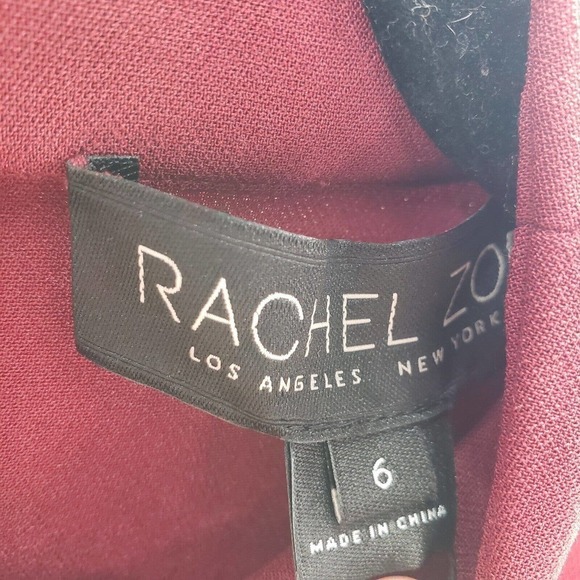 RACHEL ZO
LOS ANGELES NEW YORK
6
MADE IN CHINA